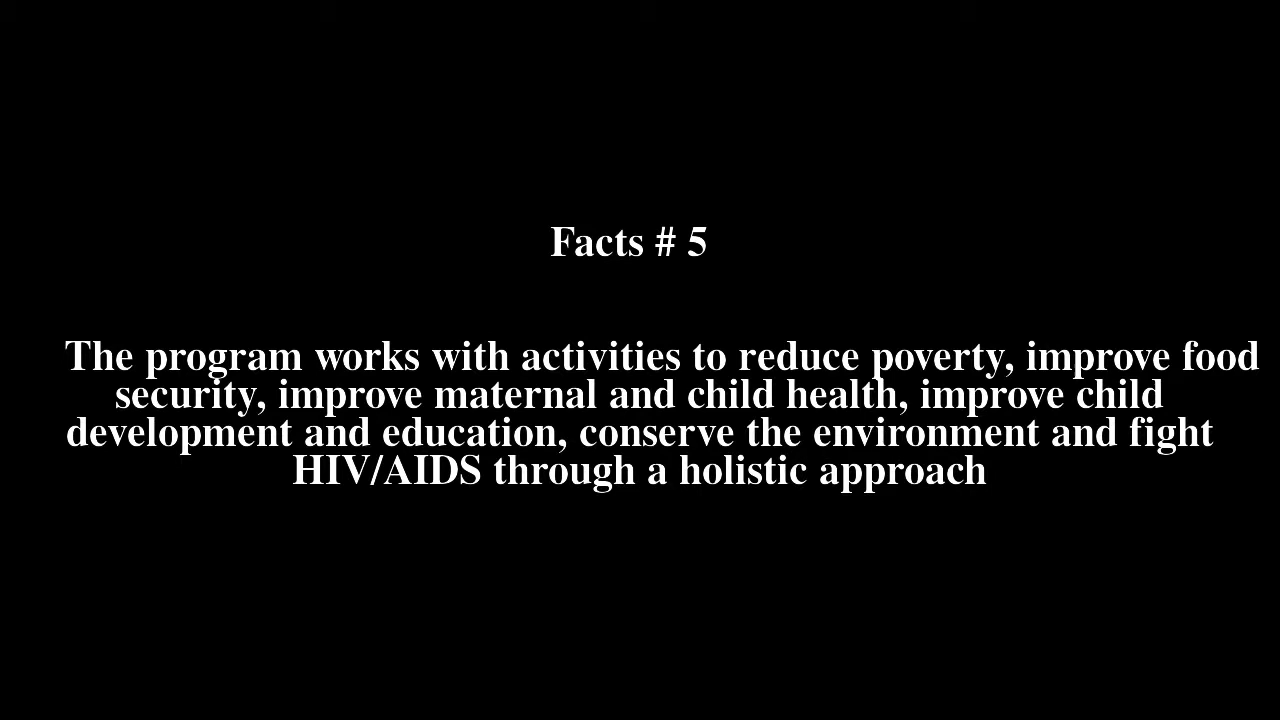 Facts # 5
The program works with activities to reduce poverty, improve food
security, improve maternal and child health, improve child
development and education, conserve the environment and fight
HIV/AIDS through a holistic approach